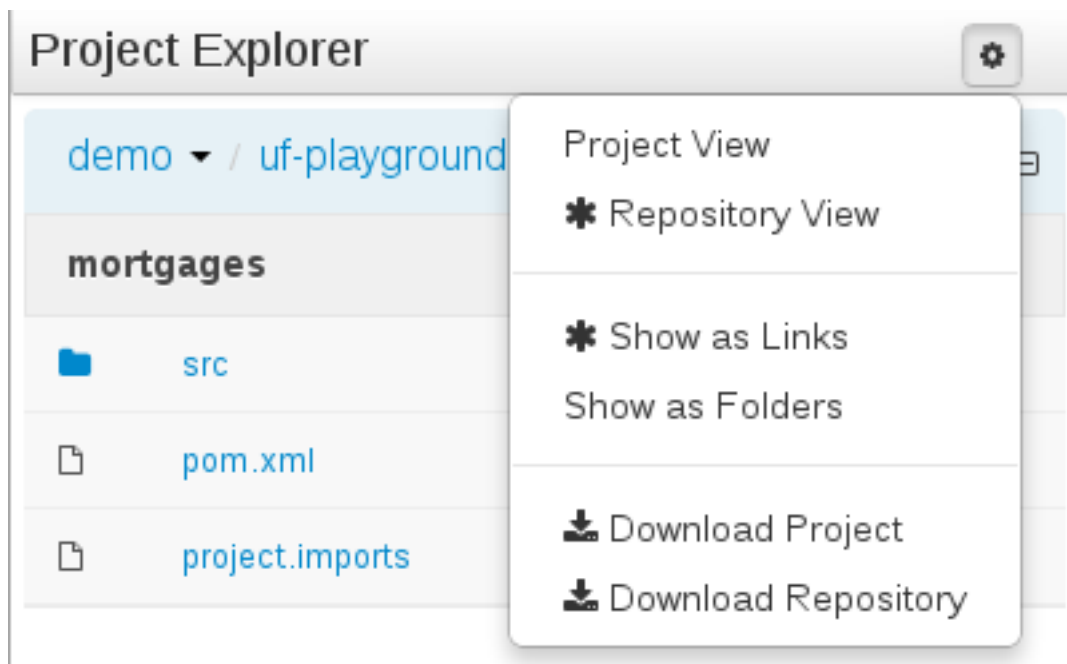 Project Explorer
demo / uf-playground
mortgages
src
pom.xml
project.imports
Project View
✱ Repository View
✱ Show as Links
Show as Folders
Download Project
Download Repository